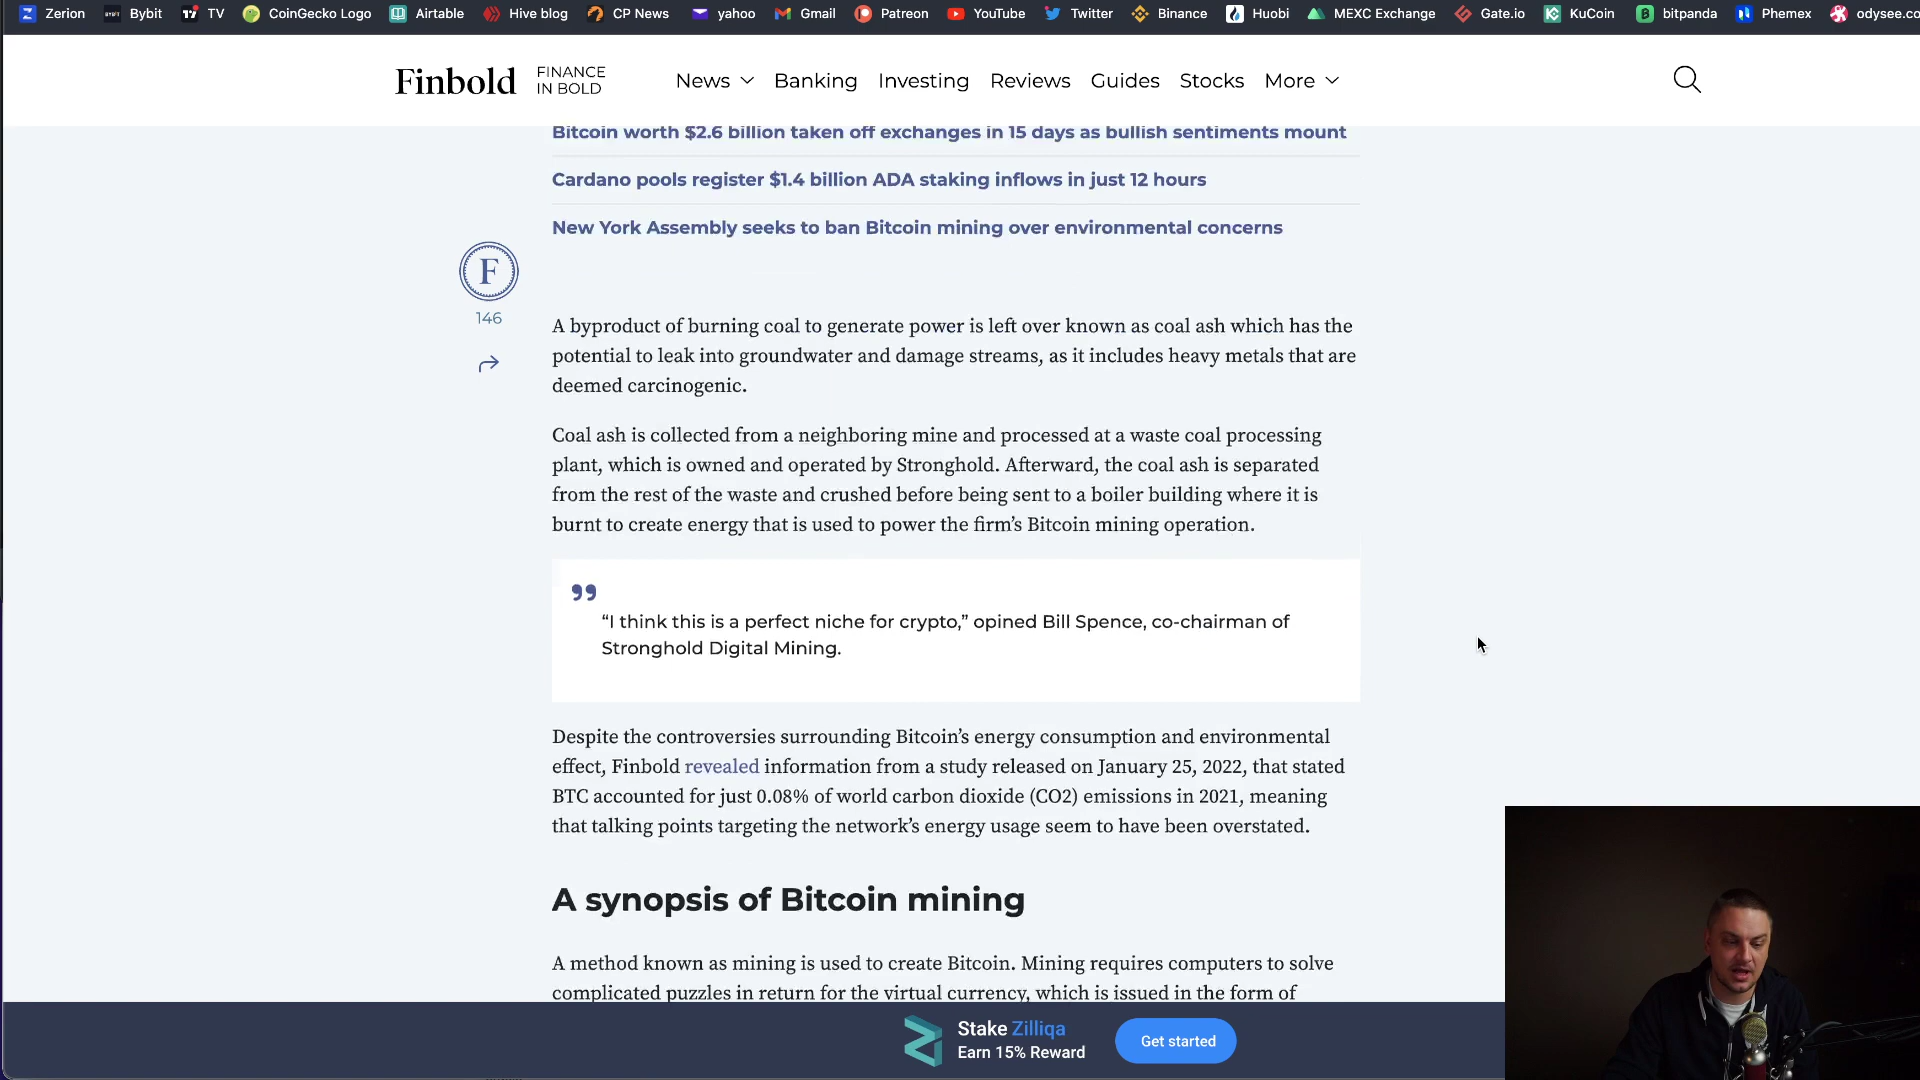 Zerion Bybit TV CoinGecko Logo Airtable Hive blog CP News yahoo Gmail Patreon YouTube Twitter Binance Huobi MEXC Exchange Gate.io KuCoin bitpanda Phemex odysee.co
Finbold FINANCE IN BOLD News Banking Investing Reviews Guides Stocks More
Bitcoin worth $2.6 billion taken off exchanges in 15 days as bullish sentiments mount
Cardano pools register $1.4 billion ADA staking inflows in just 12 hours
New York Assembly seeks to ban Bitcoin mining over environmental concerns
F
146
A byproduct of burning coal to generate power is left over known as coal ash which has the
potential to leak into groundwater and damage streams, as it includes heavy metals that are
deemed carcinogenic.
Coal ash is collected from a neighboring mine and processed at a waste coal processing
plant, which is owned and operated by Stronghold. Afterward, the coal ash is separated
from the rest of the waste and crushed before being sent to a boiler building where it is
burnt to create energy that is used to power the firm’s Bitcoin mining operation.
”
“I think this is a perfect niche for crypto,” opined Bill Spence, co-chairman of
Stronghold Digital Mining.
Despite the controversies surrounding Bitcoin’s energy consumption and environmental
effect, Finbold revealed information from a study released on January 25, 2022, that stated
BTC accounted for just 0.08% of world carbon dioxide (CO2) emissions in 2021, meaning
that talking points targeting the network’s energy usage seem to have been overstated.
A synopsis of Bitcoin mining
A method known as mining is used to create Bitcoin. Mining requires computers to solve
complicated puzzles in return for the virtual currency, which is issued in the form of
Stake Zilliqa
Earn 15% Reward
Get started